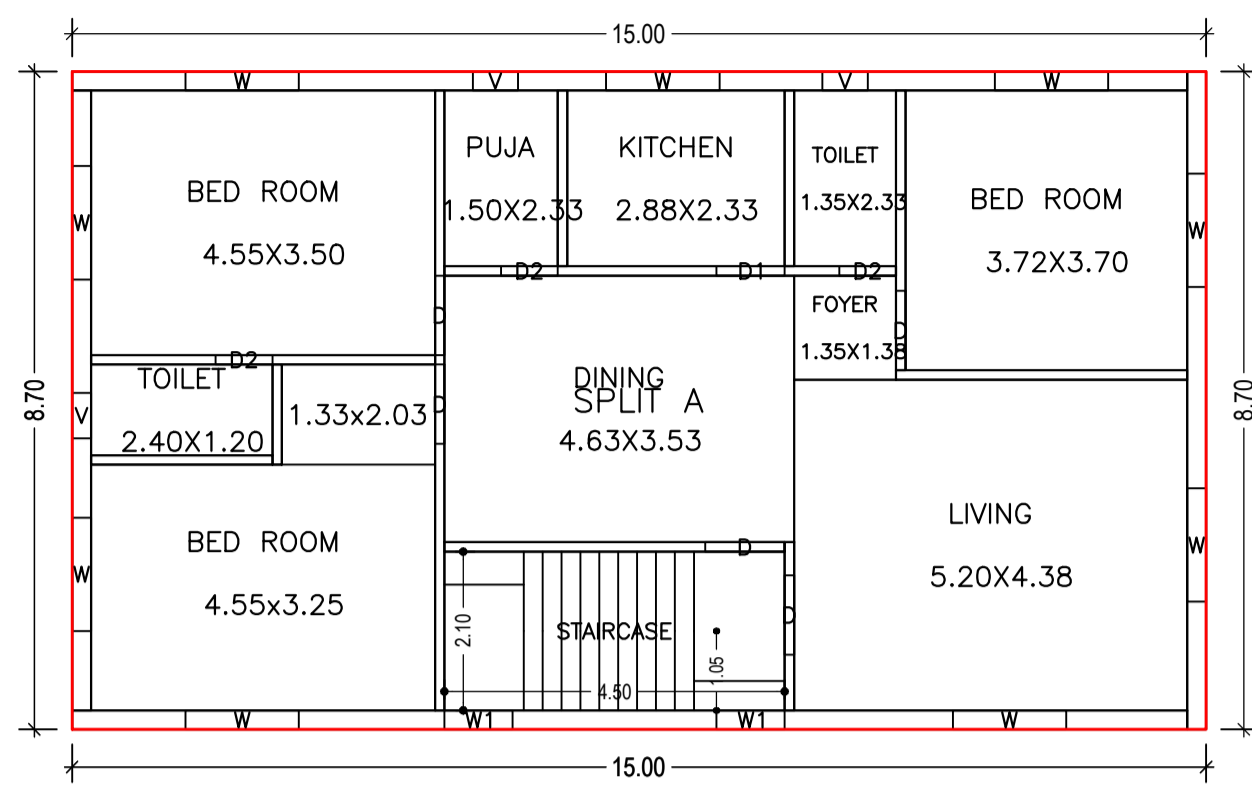 15.00
W
V
W
V
W
8.70
8.70
PUJA
KITCHEN
TOILET
BED ROOM
BED ROOM
1.50X2.33
2.88X2.33
1.35X2.33
W
W
4.55X3.50
3.72X3.70
D2
D1
D2
FOYER
D
D
1.35X1.38
D2
TOILET
DINING
SPLIT A
V
1.33x2.03
D
2.40X1.20
4.63X3.53
LIVING
BED ROOM
D
W
W
5.20X4.38
4.55x3.25
STAIRCASE
D
2.10
1.05
4.50
W
W1
W1
W
15.00